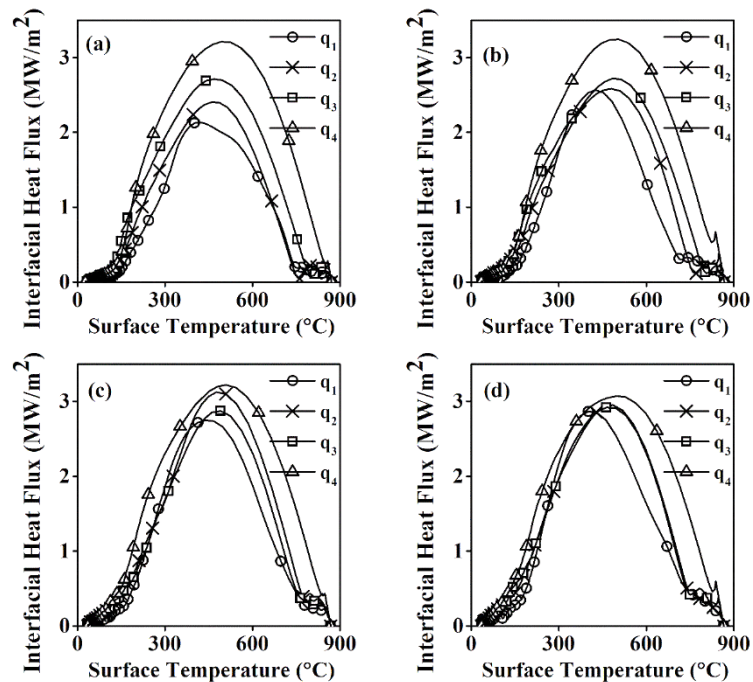 (a)
q1
q2
q3
q4
3
2
1
0
0 300 600 900
Interfacial Heat Flux (MW/m²)
Surface Temperature (°C)
(b)
q1
q2
q3
q4
3
2
1
0
0 300 600 900
Interfacial Heat Flux (MW/m²)
Surface Temperature (°C)
(c)
q1
q2
q3
q4
3
2
1
0
0 300 600 900
Interfacial Heat Flux (MW/m²)
Surface Temperature (°C)
(d)
q1
q2
q3
q4
3
2
1
0
0 300 600 900
Interfacial Heat Flux (MW/m²)
Surface Temperature (°C)